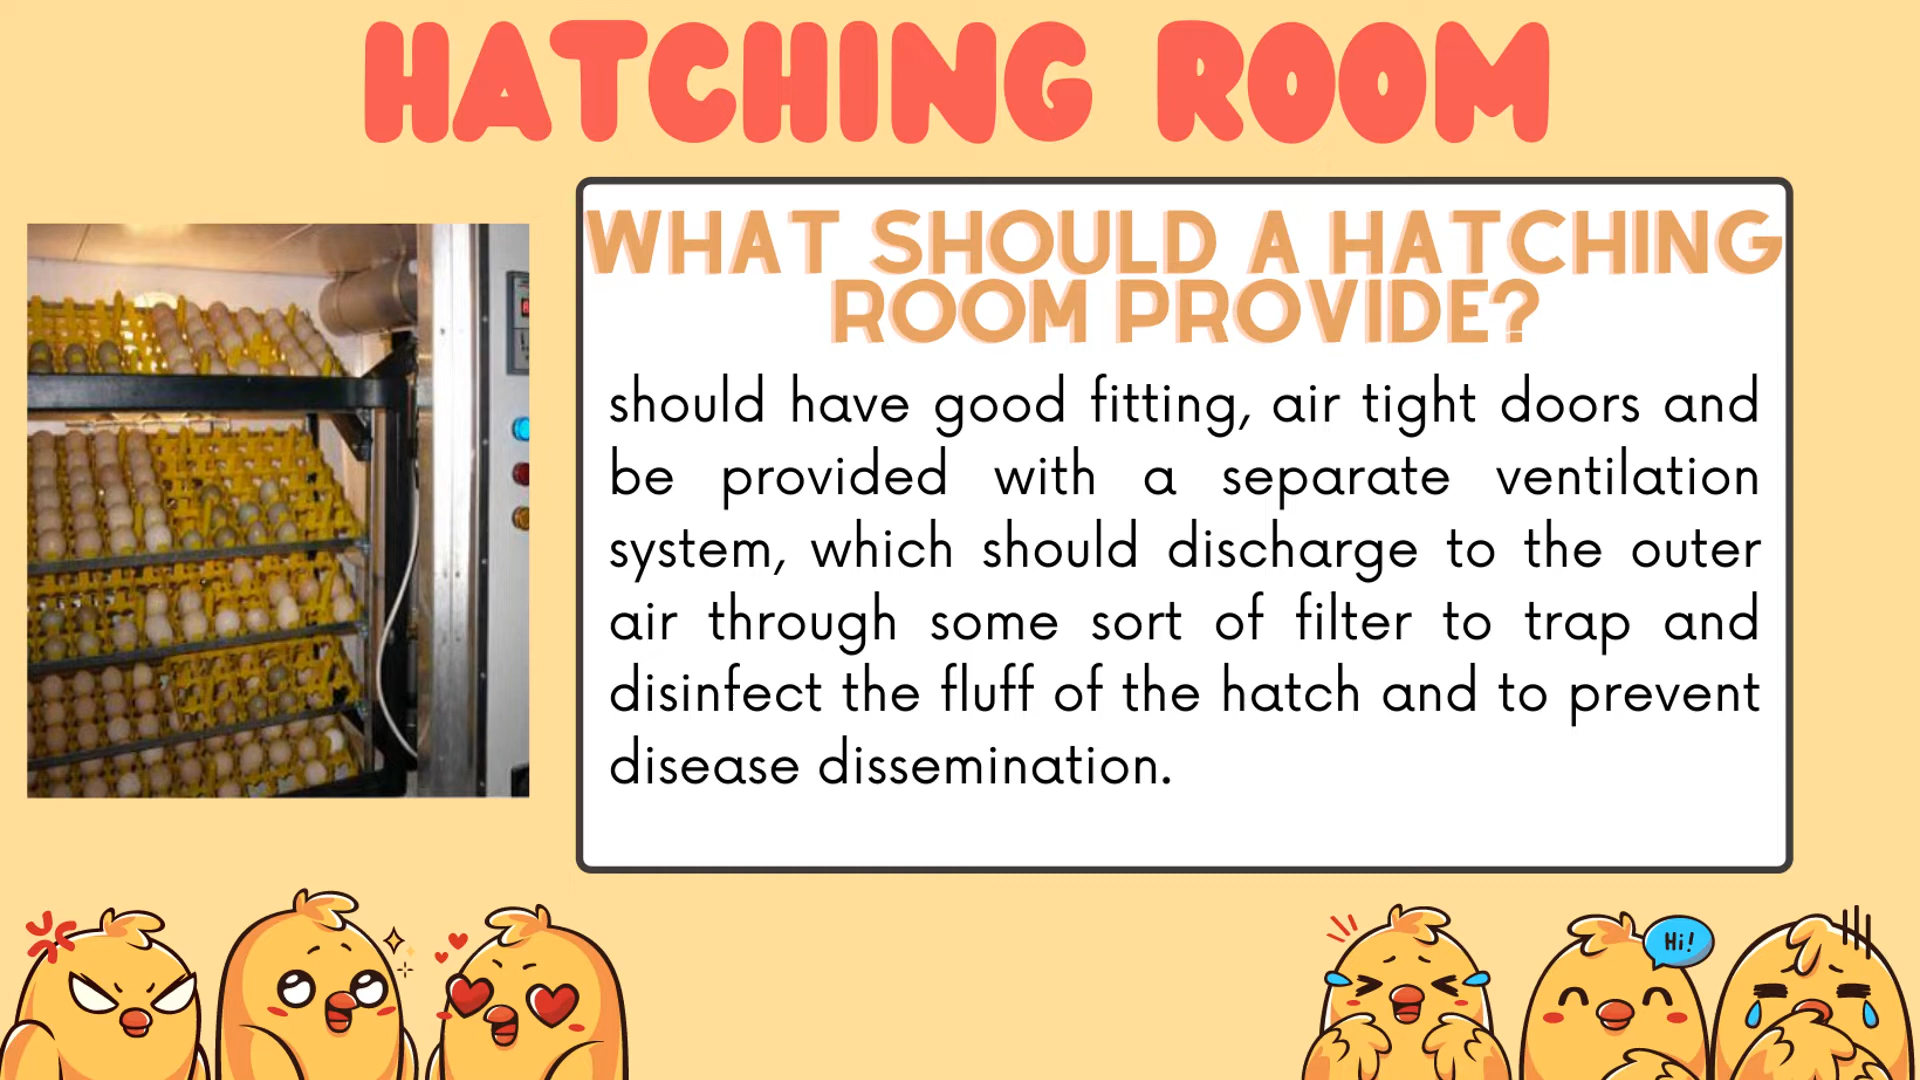 HATCHING ROOM
WHAT SHOULD A HATCHING
ROOM PROVIDE?
should have good fitting, air tight doors and
be provided with a separate ventilation
system, which should discharge to the outer
air through some sort of filter to trap and
disinfect the fluff of the hatch and to prevent
disease dissemination.
Hi!